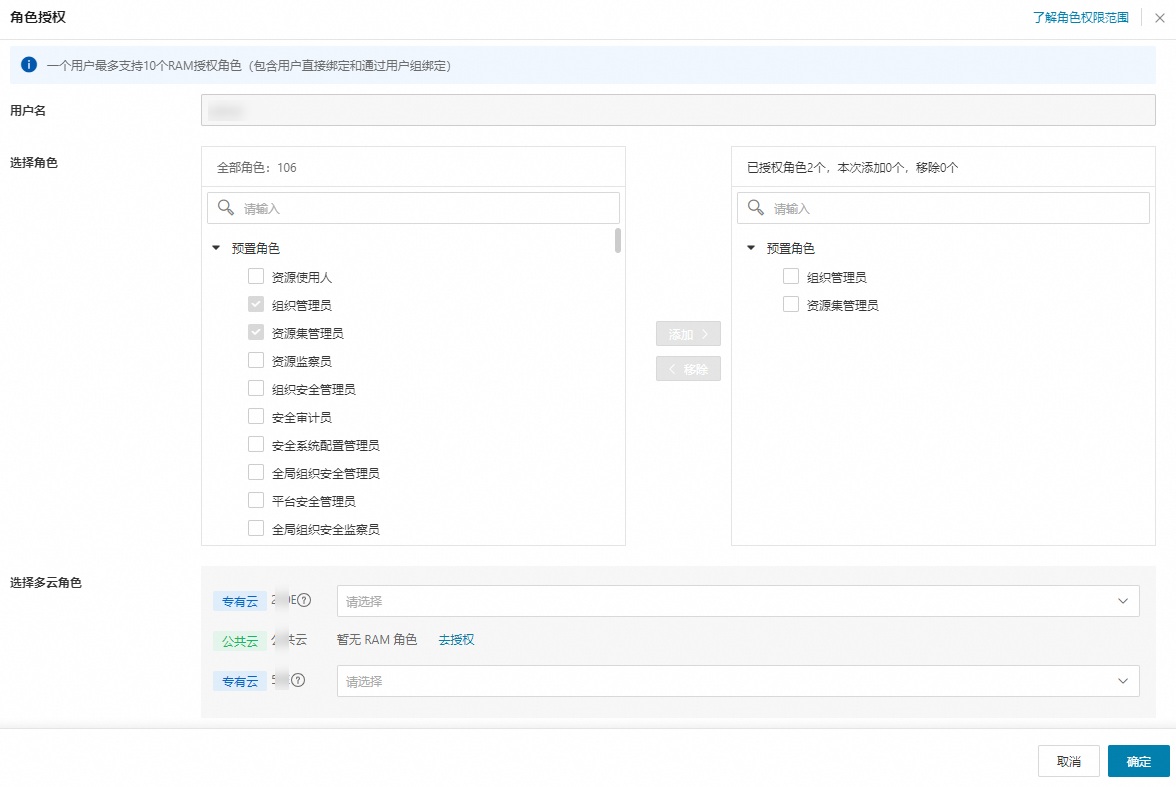 角色授权
了解角色权限范围
一个用户最多支持10个RAM授权角色（包含用户直接绑定和通过用户组绑定）
用户名
选择角色
全部角色：106
请输入
预置角色
资源使用人
组织管理员
资源集管理员
资源监察员
组织安全管理员
安全审计员
安全系统配置管理员
全局组织安全管理员
平台安全管理员
全局组织安全监察员
添加
移除
已授权角色2个，本次添加0个，移除0个
请输入
预置角色
组织管理员
资源集管理员
选择多云角色
专有云 请选择
公共云 共云 暂无 RAM 角色 去授权
专有云 请选择
取消 确定